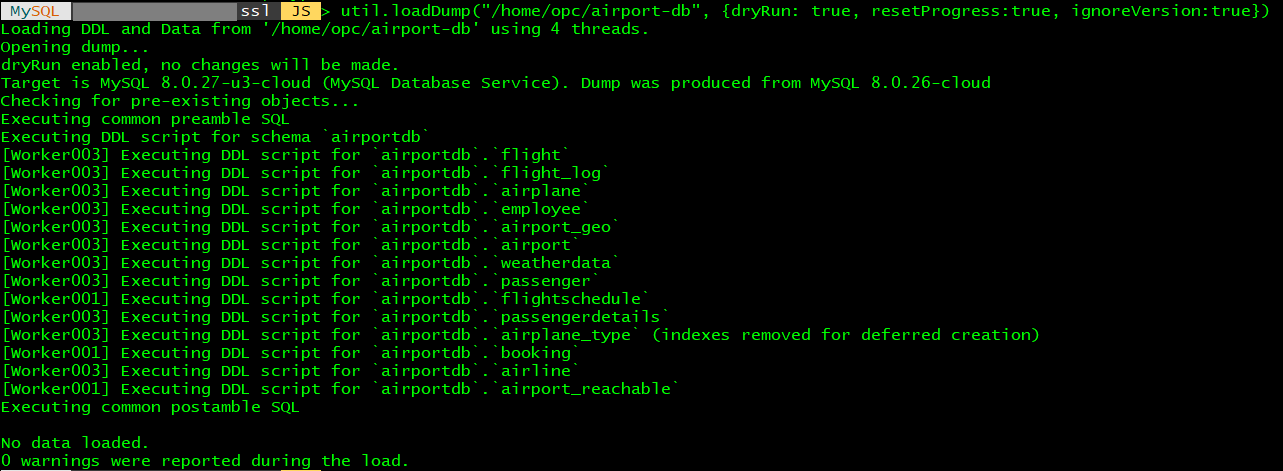 MySQL ssl JS > util.loadDump("/home/opc/airport-db", {dryRun: true, resetProgress:true, ignoreVersion:true})
Loading DDL and Data from '/home/opc/airport-db' using 4 threads.
Opening dump...
dryRun enabled, no changes will be made.
Target is MySQL 8.0.27-u3-cloud (MySQL Database Service). Dump was produced from MySQL 8.0.26-cloud
Checking for pre-existing objects...
Executing common preamble SQL
Executing DDL script for schema `airportdb`
[Worker003] Executing DDL script for `airportdb`.`flight`
[Worker003] Executing DDL script for `airportdb`.`flight_log`
[Worker003] Executing DDL script for `airportdb`.`airplane`
[Worker003] Executing DDL script for `airportdb`.`employee`
[Worker003] Executing DDL script for `airportdb`.`airport_geo`
[Worker003] Executing DDL script for `airportdb`.`airport`
[Worker003] Executing DDL script for `airportdb`.`weatherdata`
[Worker003] Executing DDL script for `airportdb`.`passenger`
[Worker001] Executing DDL script for `airportdb`.`flightschedule`
[Worker003] Executing DDL script for `airportdb`.`passengerdetails`
[Worker003] Executing DDL script for `airportdb`.`airplane_type` (indexes removed for deferred creation)
[Worker001] Executing DDL script for `airportdb`.`booking`
[Worker003] Executing DDL script for `airportdb`.`airline`
[Worker001] Executing DDL script for `airportdb`.`airport_reachable`
Executing common postamble SQL
No data loaded.
0 warnings were reported during the load.